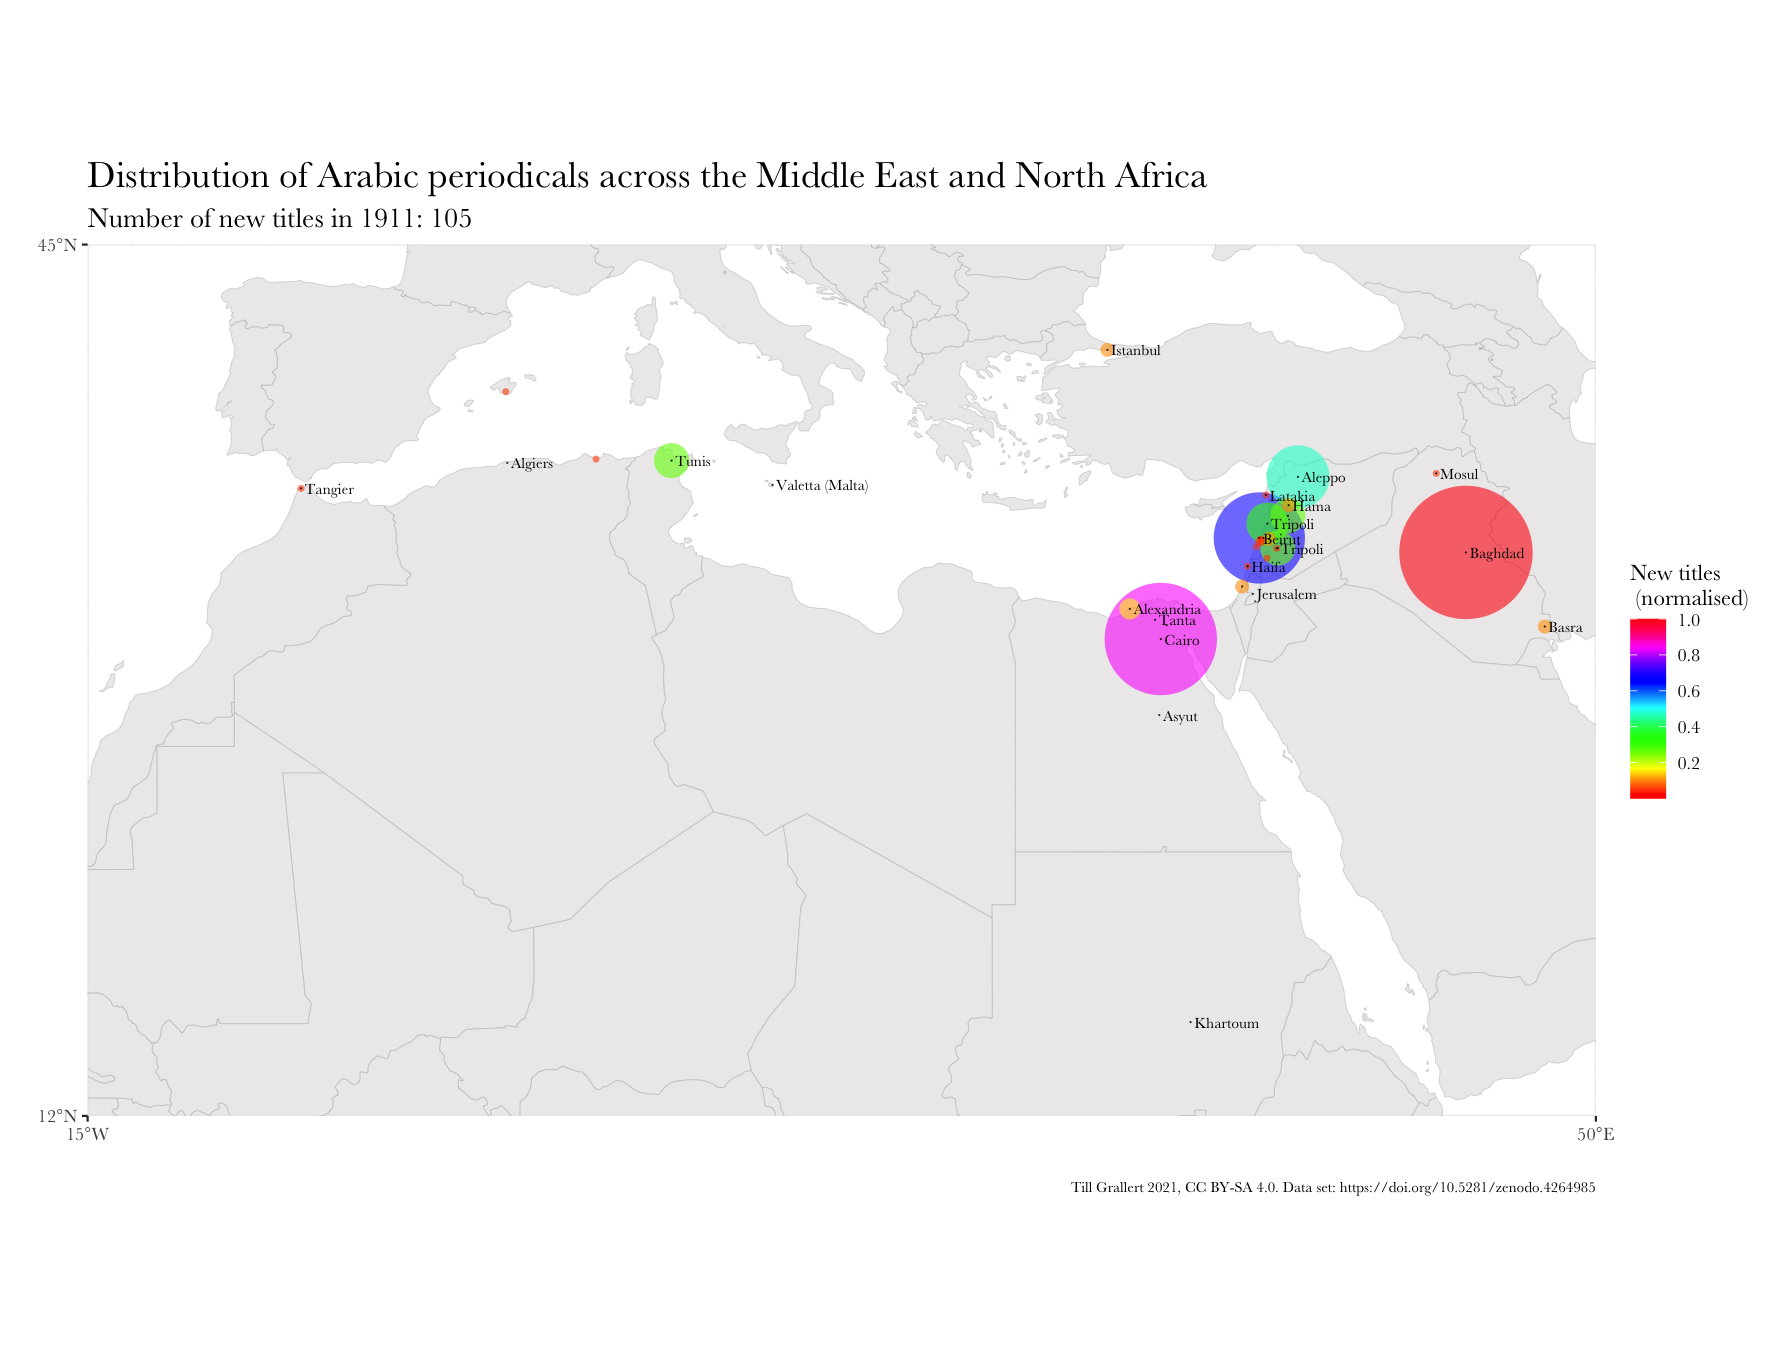 Distribution of Arabic periodicals across the Middle East and North Africa
Number of new titles in 1911: 105
45°N
Istanbul
Algiers
Tunis
Tangier
Valetta (Malta)
Aleppo
Mosul
Latakia
Hama
Tripoli
Beirut
Tripoli
Baghdad
Haifa
Jerusalem
Alexandria
Tanta
Cairo
Basra
Asyut
Khartoum
New titles
(normalised)
1.0
0.8
0.6
0.4
0.2
12°N
15°W
50°E
Till Grallert 2021, CC BY-SA 4.0. Data set: https://doi.org/10.5281/zenodo.4264985